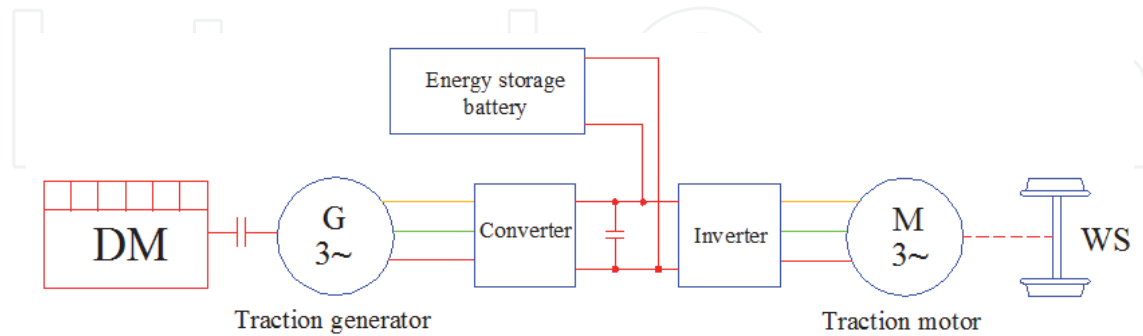 Energy storage
battery
DM
G
3~
Converter
Inverter
M
3~
WS
Traction generator
Traction motor